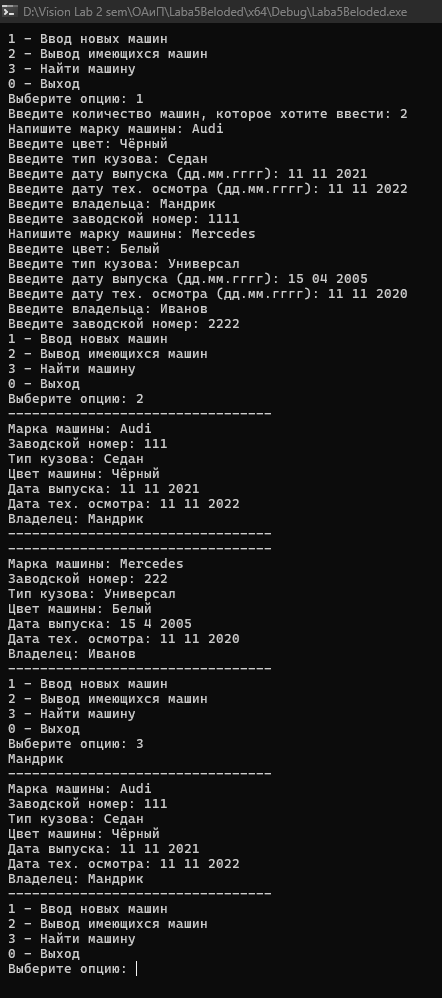 D:\Vision Lab 2 sem\ОАиП\Laba5Beloded\x64\Debug\Laba5Beloded.exe
1 - Ввод новых машин
2 - Вывод имеющихся машин
3 - Найти машину
0 - Выход
Выберите опцию: 1
Введите количество машин, которое хотите ввести: 2
Напишите марку машины: Audi
Введите цвет: Чёрный
Введите тип кузова: Седан
Введите дату выпуска (дд.мм.гггг): 11 11 2021
Введите дату тех. осмотра (дд.мм.гггг): 11 11 2022
Введите владельца: Мандрик
Введите заводской номер: 1111
Напишите марку машины: Mercedes
Введите цвет: Белый
Введите тип кузова: Универсал
Введите дату выпуска (дд.мм.гггг): 15 04 2005
Введите дату тех. осмотра (дд.мм.гггг): 11 11 2020
Введите владельца: Иванов
Введите заводской номер: 2222
1 - Ввод новых машин
2 - Вывод имеющихся машин
3 - Найти машину
0 - Выход
Выберите опцию: 2
---------------------------------
Марка машины: Audi
Заводской номер: 111
Тип кузова: Седан
Цвет машины: Чёрный
Дата выпуска: 11 11 2021
Дата тех. осмотра: 11 11 2022
Владелец: Мандрик
---------------------------------
---------------------------------
Марка машины: Mercedes
Заводской номер: 222
Тип кузова: Универсал
Цвет машины: Белый
Дата выпуска: 15 4 2005
Дата тех. осмотра: 11 11 2020
Владелец: Иванов
---------------------------------
1 - Ввод новых машин
2 - Вывод имеющихся машин
3 - Найти машину
0 - Выход
Выберите опцию: 3
Мандрик
---------------------------------
Марка машины: Audi
Заводской номер: 111
Тип кузова: Седан
Цвет машины: Чёрный
Дата выпуска: 11 11 2021
Дата тех. осмотра: 11 11 2022
Владелец: Мандрик
---------------------------------
1 - Ввод новых машин
2 - Вывод имеющихся машин
3 - Найти машину
0 - Выход
Выберите опцию: